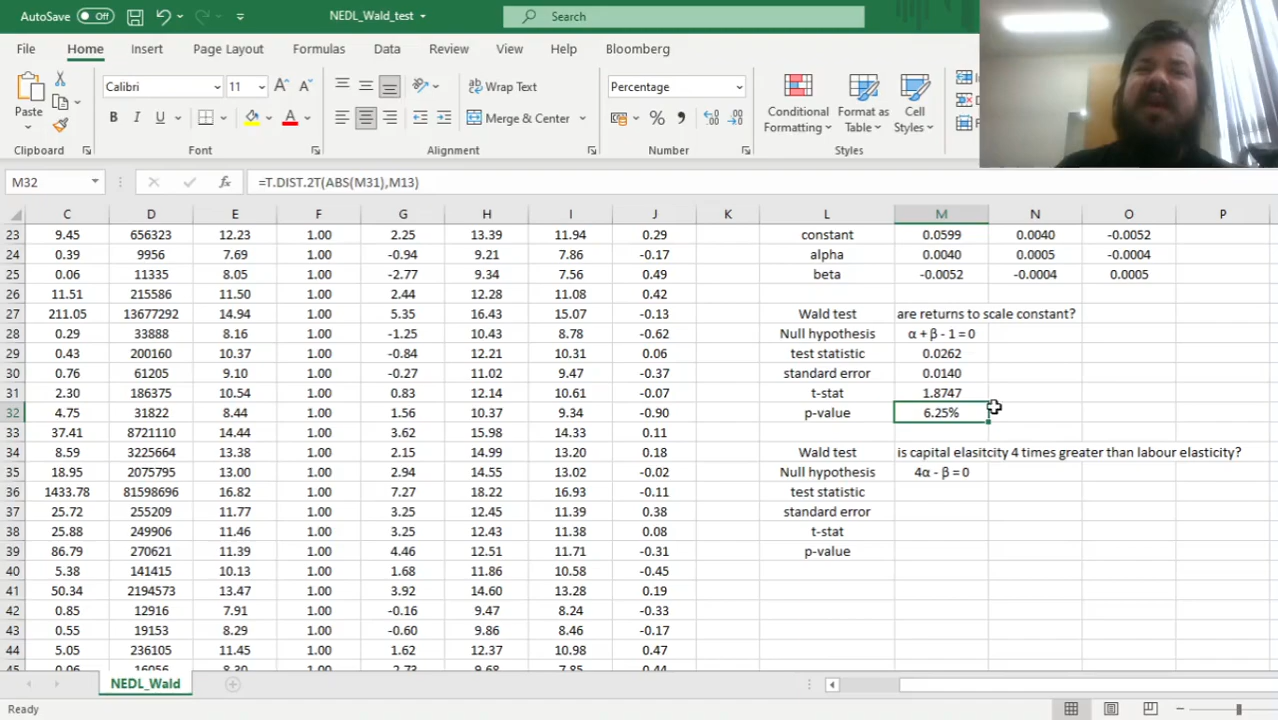 AutoSave Off NEDL_Wald_test Search
File Home Insert Page Layout Formulas Data Review View Help Bloomberg
Calibri 11 Wrap Text Percentage
Paste B I U Merge & Center Conditional Formatting Format as Table Cell Styles
Clipboard Font Alignment Number Styles
M32 fx =T.DIST.2T(ABS(M31),M13)
C D E F G H I J K L M N O P
23 9.45 656323 12.23 1.00 2.25 13.39 11.94 0.29 constant 0.0599 0.0040 -0.0052
24 0.39 9956 7.69 1.00 -0.94 9.21 7.86 -0.17 alpha 0.0040 0.0005 -0.0004
25 0.06 11335 8.05 1.00 -2.77 9.34 7.56 0.49 beta -0.0052 -0.0004 0.0005
26 11.51 215586 11.50 1.00 2.44 12.28 11.08 0.42
27 211.05 13677292 14.94 1.00 5.35 16.43 15.07 -0.13 Wald test are returns to scale constant?
28 0.29 33888 8.16 1.00 -1.25 10.43 8.78 -0.62 Null hypothesis α + β - 1 = 0
29 0.43 200160 10.37 1.00 -0.84 12.21 10.31 0.06 test statistic 0.0262
30 0.76 61205 9.10 1.00 -0.27 11.02 9.47 -0.37 standard error 0.0140
31 2.30 186375 10.54 1.00 0.83 12.14 10.61 -0.07 t-stat 1.8747
32 4.75 31822 8.44 1.00 1.56 10.37 9.34 -0.90 p-value 6.25%
33 37.41 8721110 14.44 1.00 3.62 15.98 14.33 0.11
34 8.59 3225664 13.38 1.00 2.15 14.99 13.20 0.18 Wald test is capital elasitcity 4 times greater than labour elasticity?
35 18.95 2075795 13.00 1.00 2.94 14.55 13.02 -0.02 Null hypothesis 4α - β = 0
36 1433.78 81598696 16.82 1.00 7.27 18.22 16.93 -0.11 test statistic
37 25.72 255209 11.77 1.00 3.25 12.45 11.39 0.38 standard error
38 25.88 249906 11.46 1.00 3.25 12.43 11.38 0.08 t-stat
39 86.79 270621 11.39 1.00 4.46 12.51 11.71 -0.31 p-value
40 5.38 141415 10.13 1.00 1.68 11.86 10.58 -0.45
41 50.34 2194573 13.47 1.00 3.92 14.60 13.28 0.19
42 0.85 12916 7.91 1.00 -0.16 9.47 8.24 -0.33
43 0.55 19153 8.29 1.00 -0.60 9.86 8.46 -0.17
44 5.05 236105 11.45 1.00 1.62 12.37 10.98 0.47
NEDL_Wald
Ready